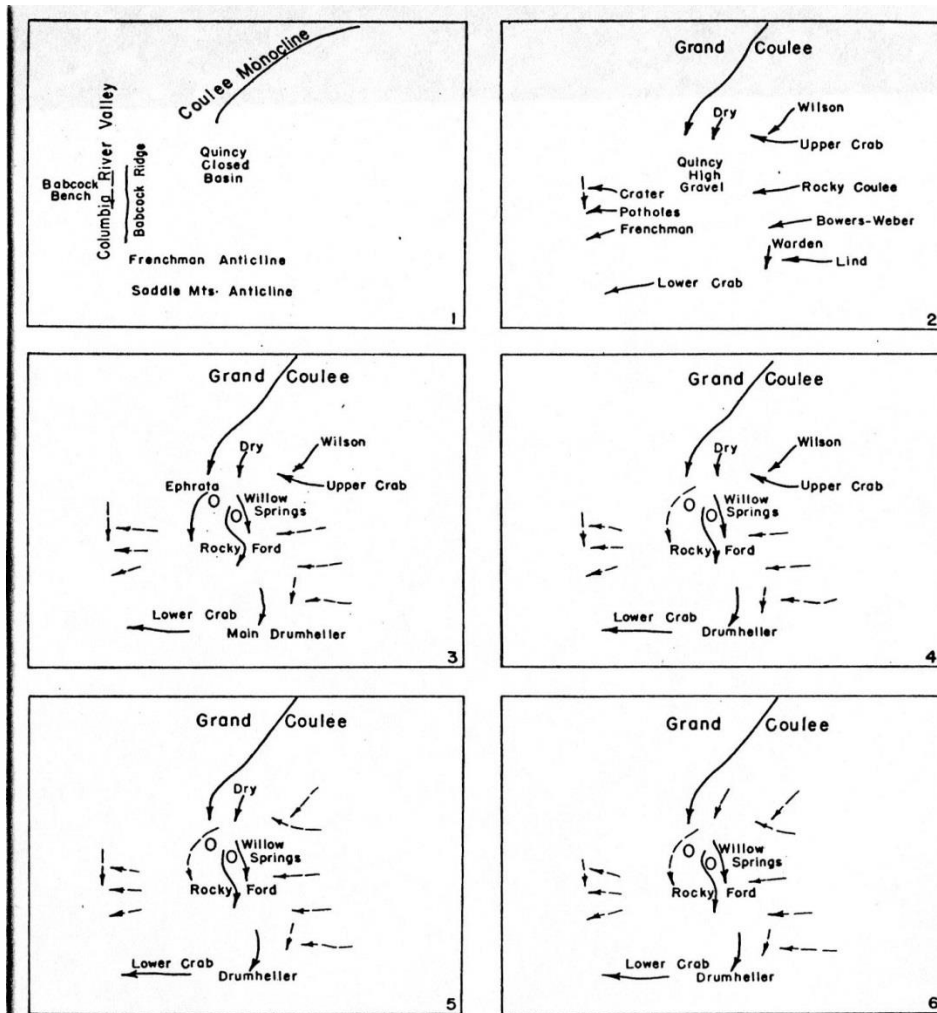 Coulee Monocline
Columbia River Valley
Babcock
Bench
Babcock Ridge
Quincy
Closed
Basin
Frenchman Anticline
Saddle Mts. Anticline
1
Grand Coulee
Dry
Wilson
Upper Crab
Quincy
High
Gravel
Crater
Potholes
Frenchman
Rocky Coulee
Bowers-Weber
Warden
Lind
Lower Crab
2
Grand Coulee
Dry
Wilson
Ephrata
Upper Crab
Willow
Springs
Rocky Ford
Lower Crab
Main Drumheller
3
Grand Coulee
Dry
Wilson
Upper Crab
Willow
Springs
Rocky Ford
Lower Crab
Drumheller
4
Grand Coulee
Dry
Willow
Springs
Rocky Ford
Lower Crab
Drumheller
5
Grand Coulee
Willow
Springs
Rocky Ford
Lower Crab
Drumheller
6